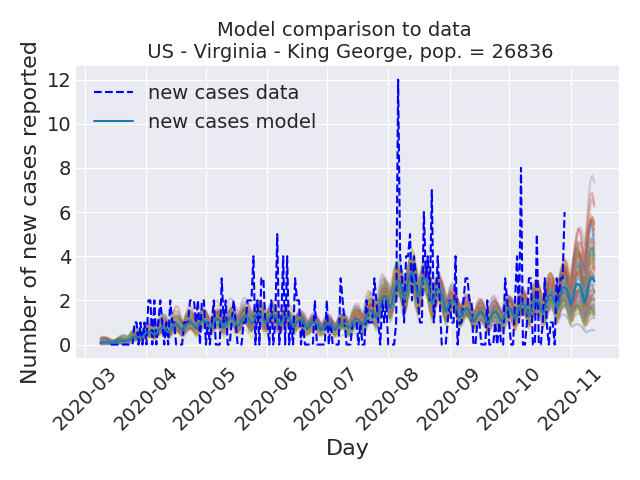 Model comparison to data
US - Virginia - King George, pop. = 26836
Number of new cases reported
12
10
8
6
4
2
0
new cases data
new cases model
2020-03
2020-04
2020-05
2020-06
2020-07
2020-08
2020-09
2020-10
2020-11
Day